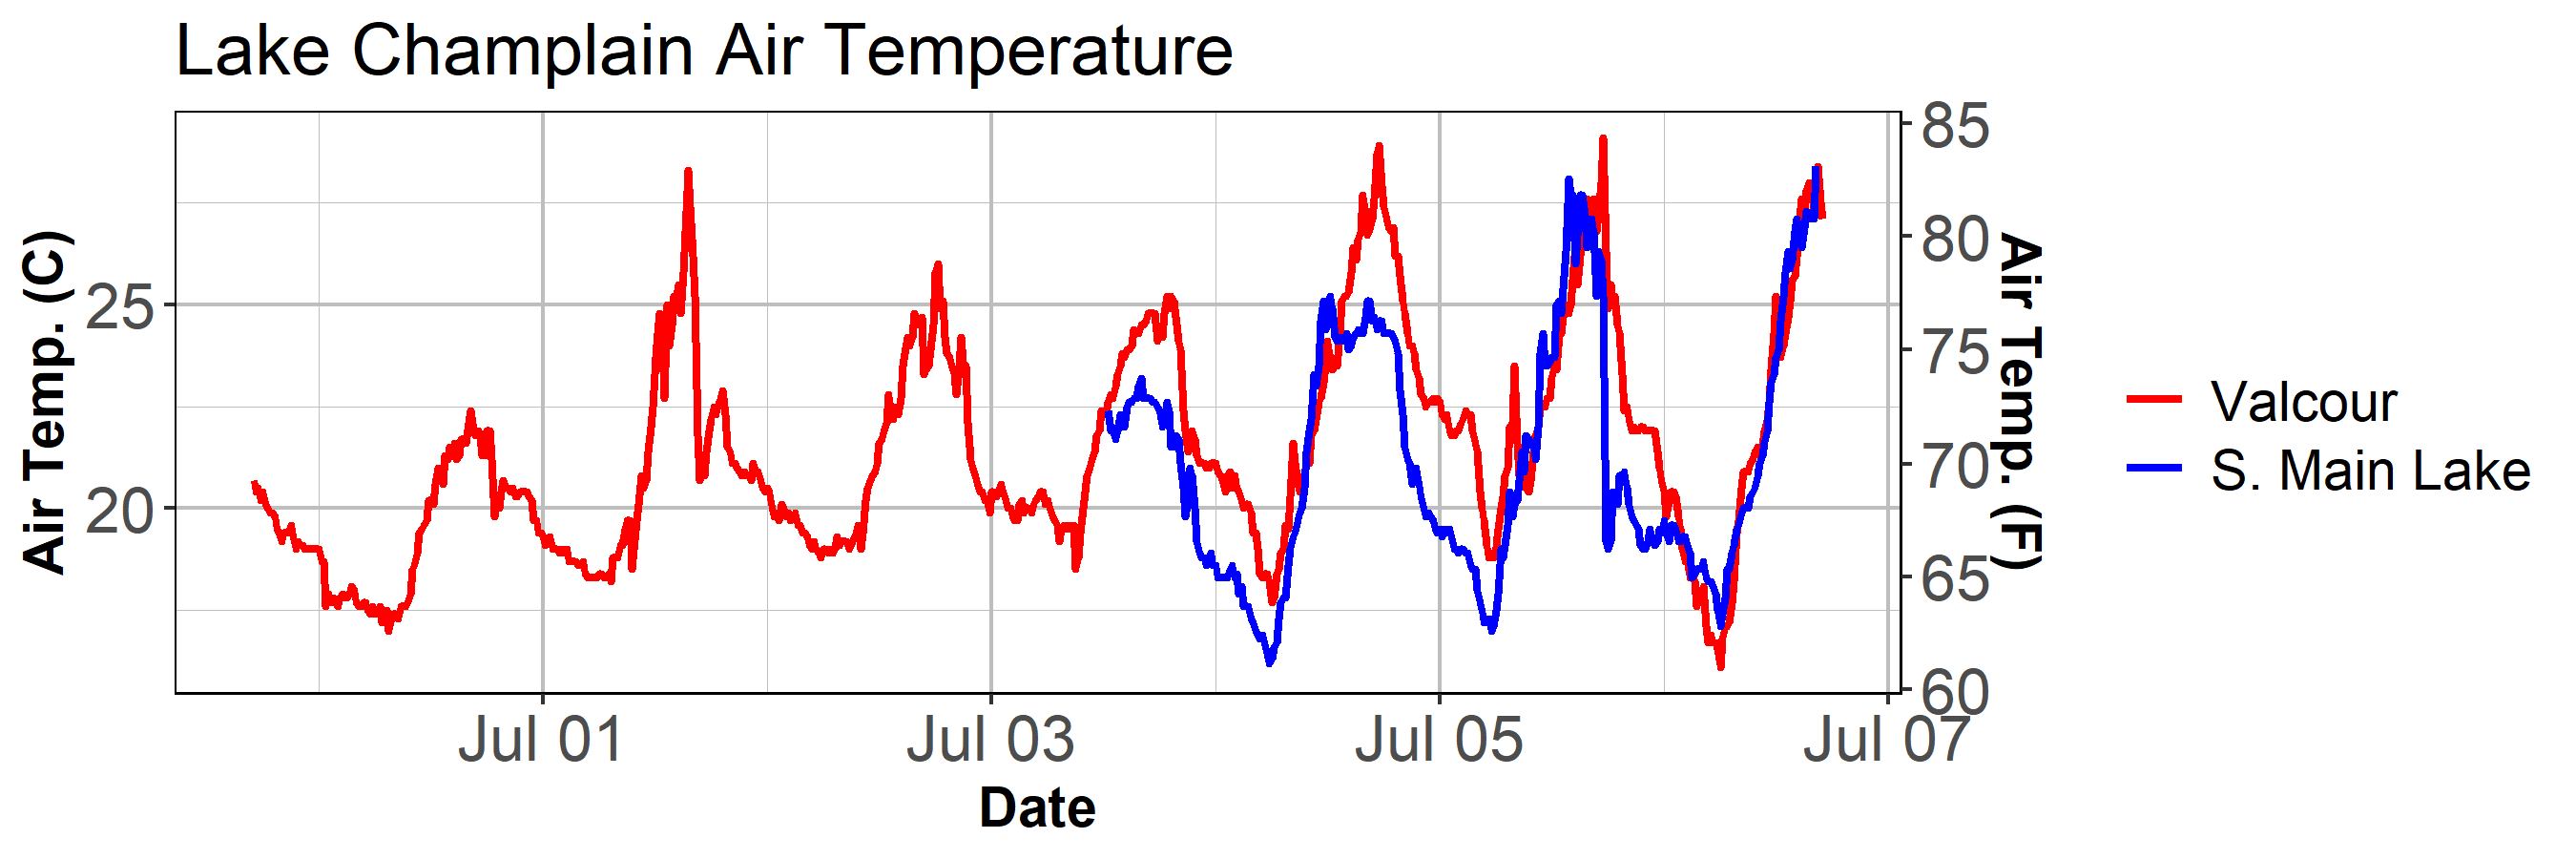 Lake Champlain Air Temperature
Air Temp. (C)
25
20
85
80
75
70
65
60
Air Temp. (F)
Jul 01
Jul 03
Jul 05
Jul 07
Date
Valcour
S. Main Lake